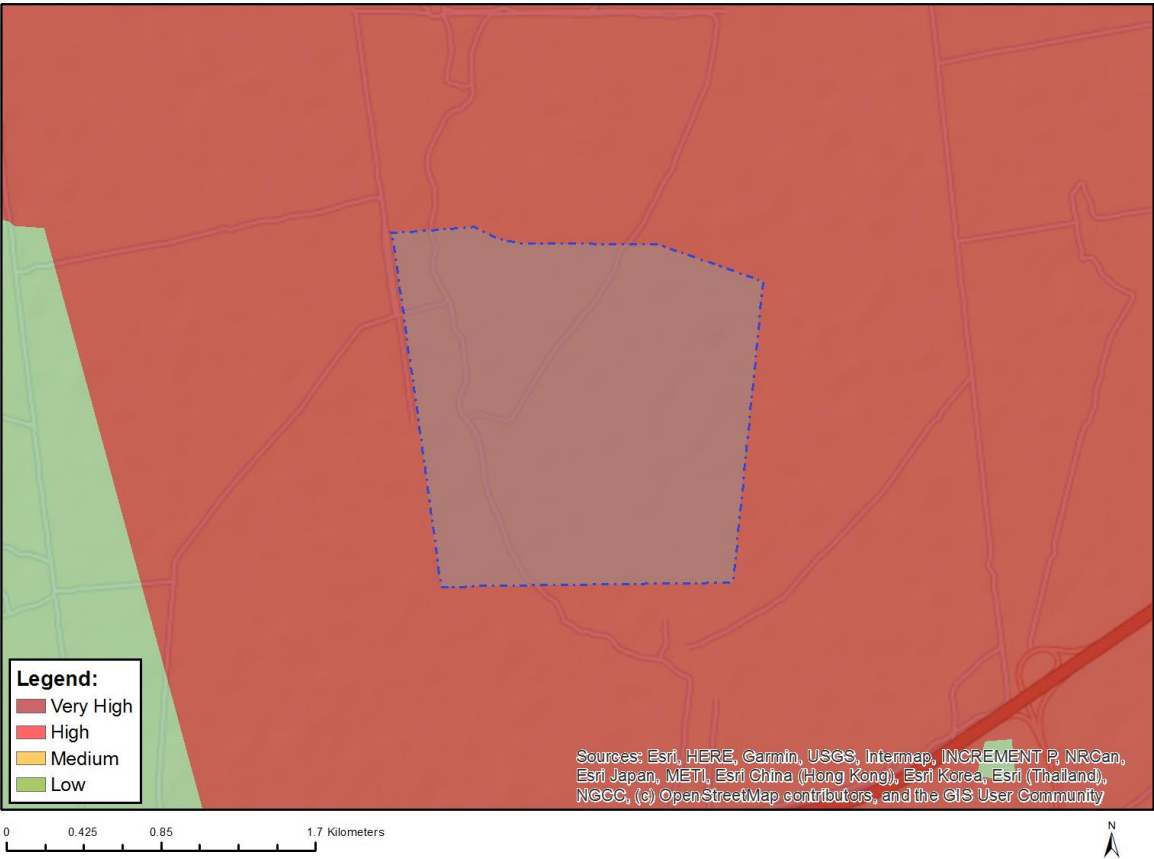 Legend:
Very High
High
Medium
Low
Sources: Esri, HERE, Garmin, USGS, Intermap, INCREMENT P, NRCan,
Esri Japan, METI, Esri China (Hong Kong), Esri Korea, Esri (Thailand),
NGCC, (c) OpenStreetMap contributors, and the GIS User Community
0 0.425 0.85 1.7 Kilometers
N